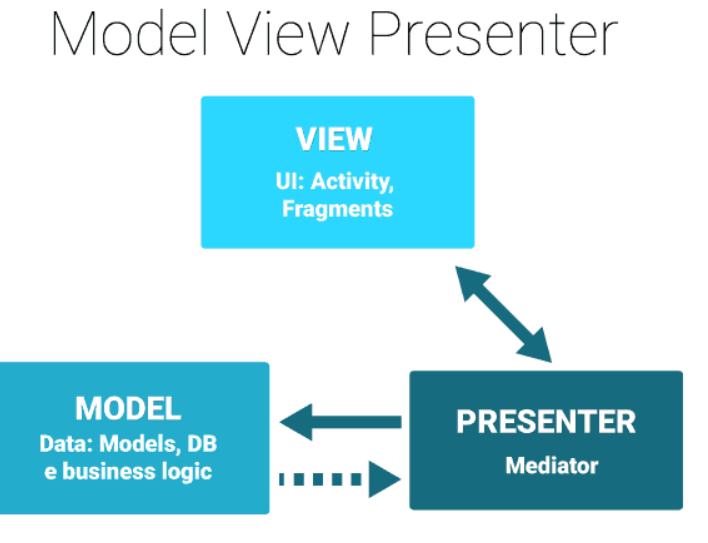 Model View Presenter
VIEW
UI: Activity,
Fragments
MODEL
Data: Models, DB
e business logic
PRESENTER
Mediator